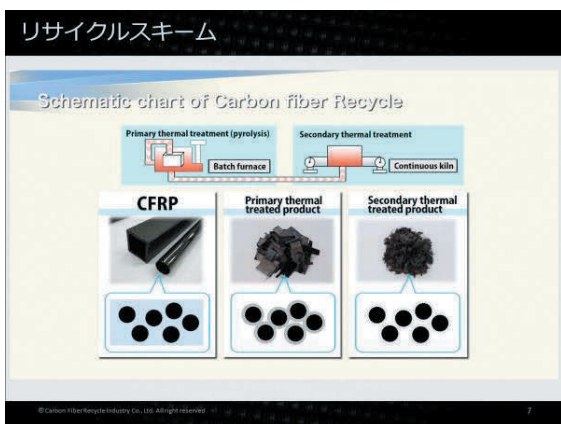 リサイクルスキーム
Schematic chart of Carbon fiber Recycle
Primary thermal treatment (pyrolysis)
Batch furnace
Secondary thermal treatment
Continuous kiln
CFRP
Primary thermal
treated product
Secondary thermal
treated product
© Carbon Fiber Recycle Industry Co., Ltd. All right reserved
7